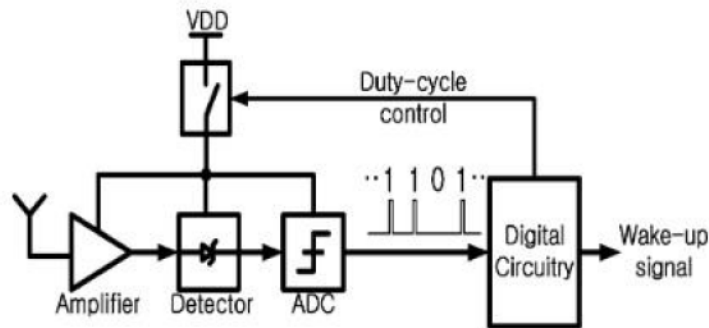 VDD
Duty-cycle
control
··1 1 0 1··
Digital
Circuitry
Wake-up
signal
Amplifier
Detector
ADC